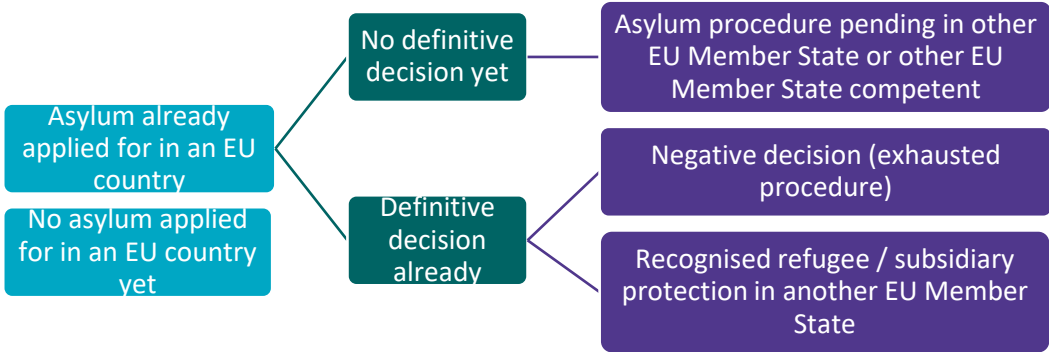 Asylum already
applied for in an EU
country
No asylum applied
for in an EU country
yet
No definitive
decision yet
Definitive
decision
already
Asylum procedure pending in other
EU Member State or other EU
Member State competent
Negative decision (exhausted
procedure)
Recognised refugee / subsidiary
protection in another EU Member
State